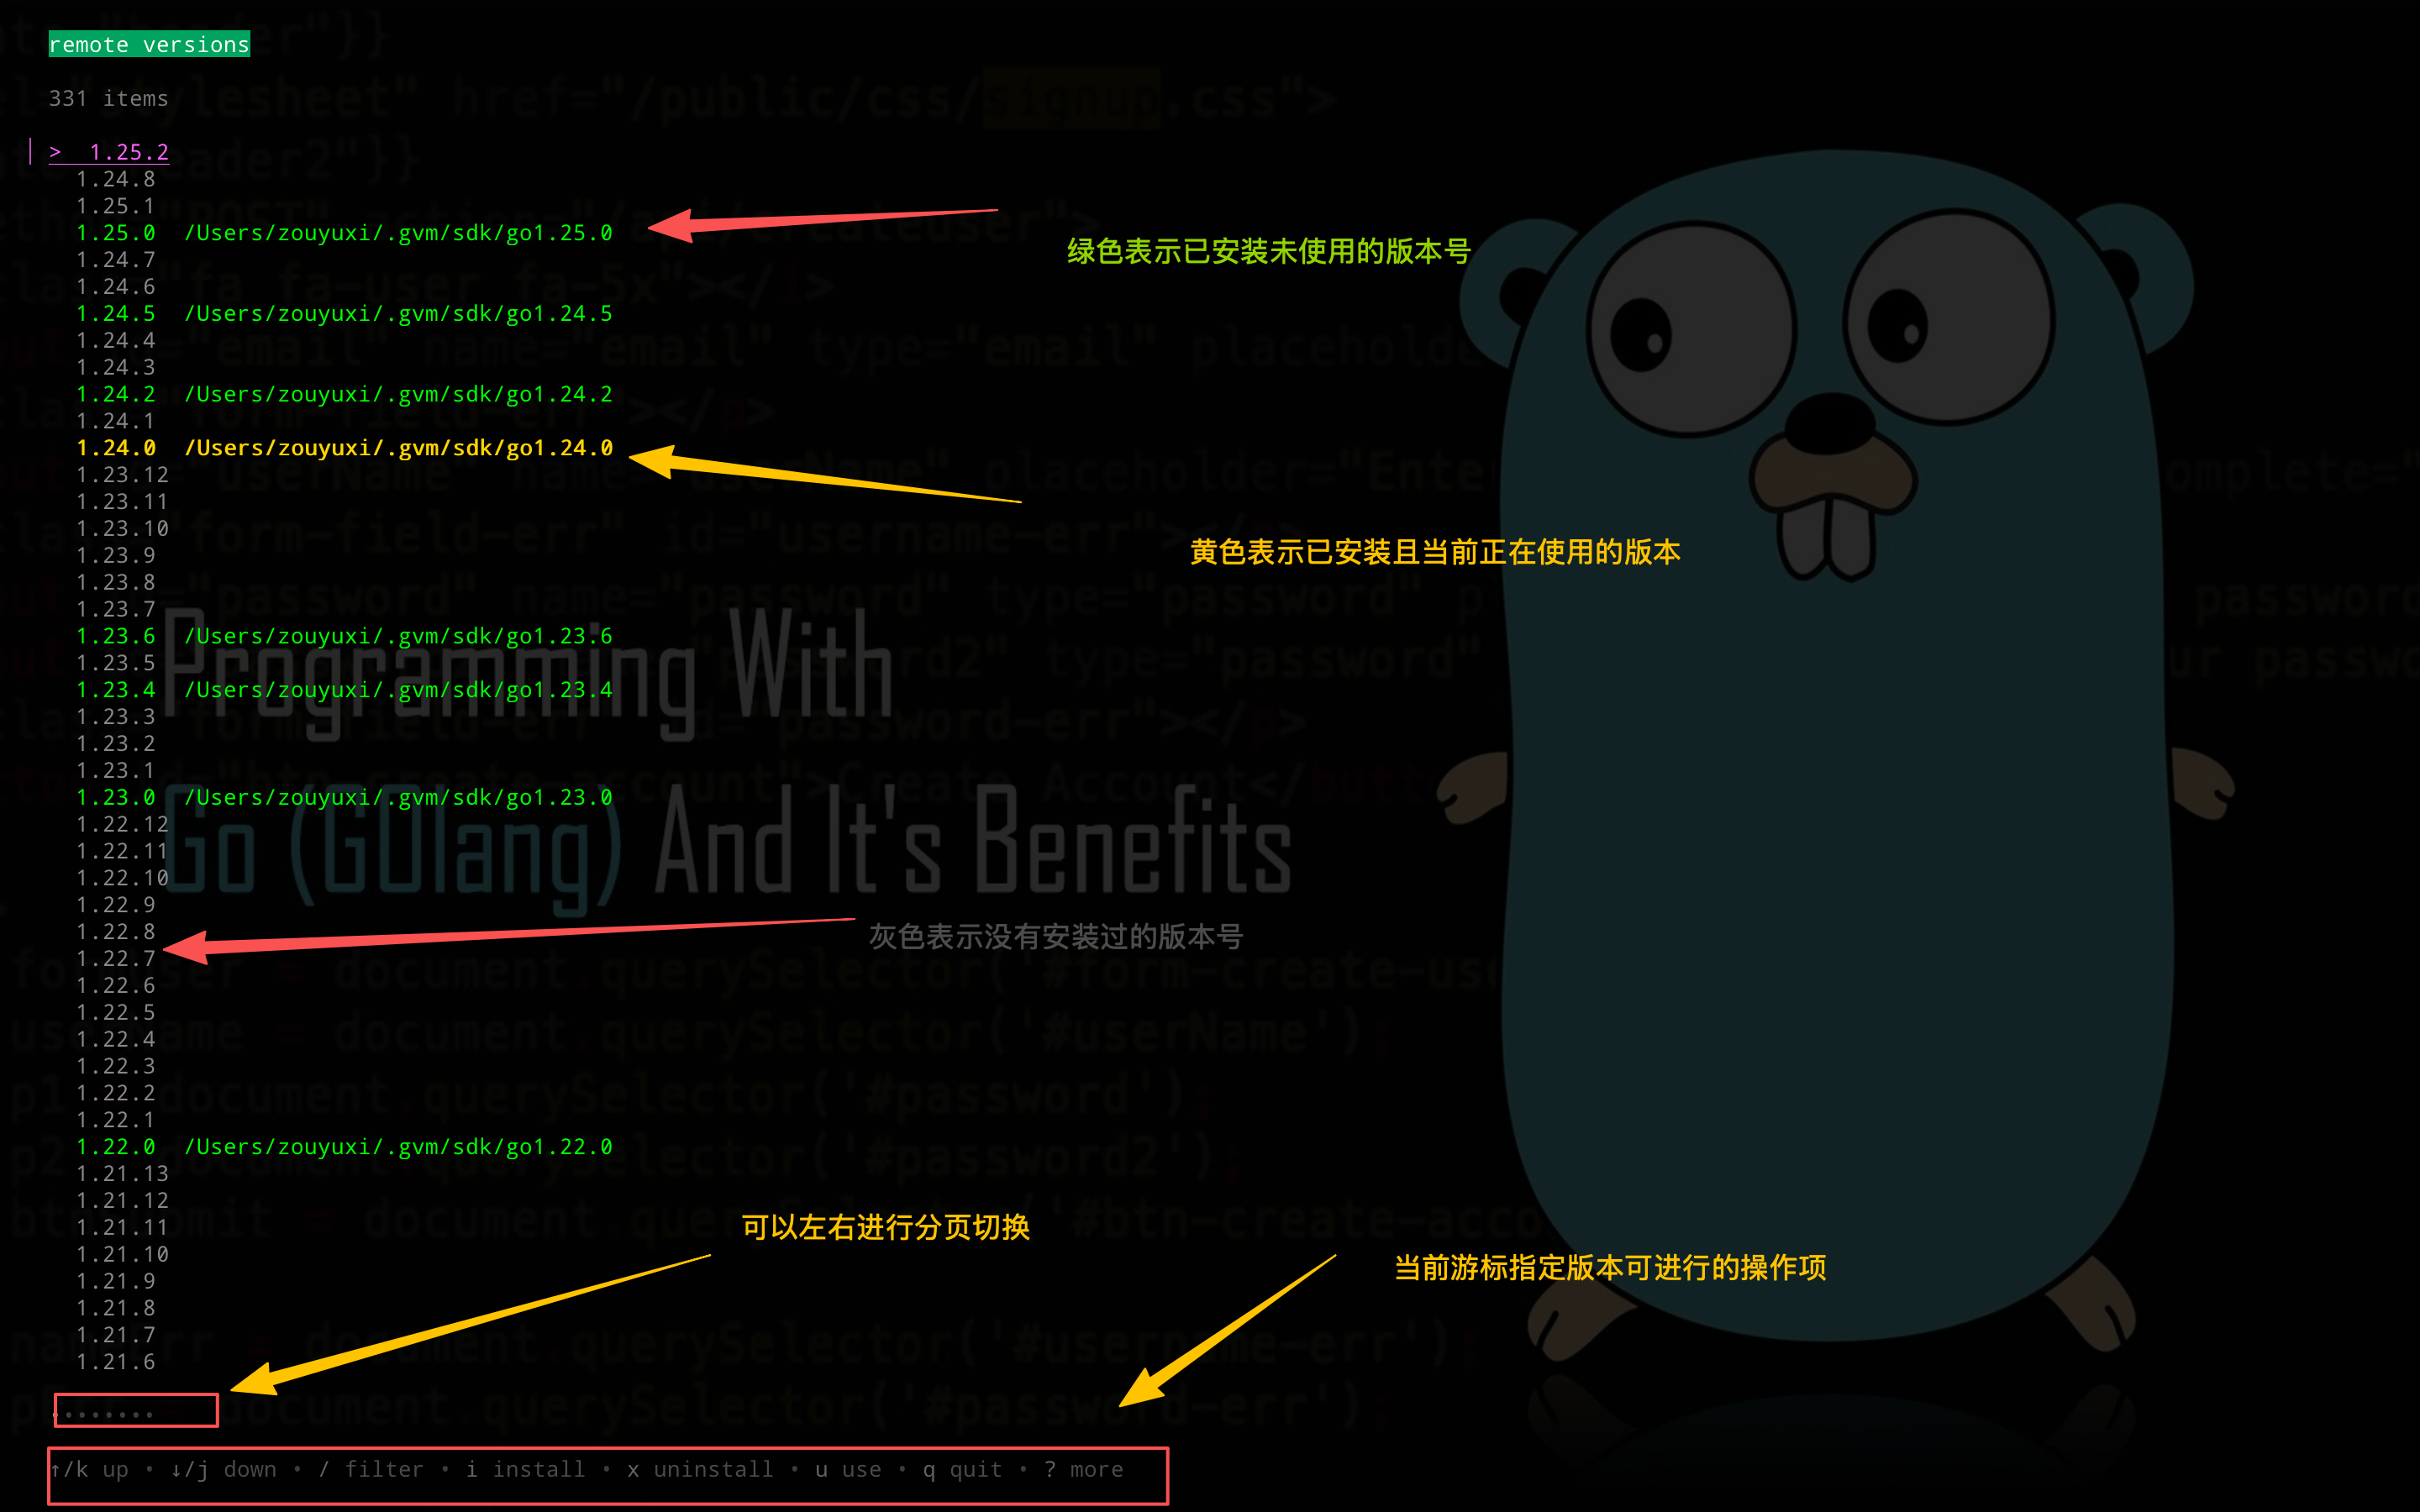 remote versions
331 items
> 1.25.2
1.24.8
1.25.1
1.25.0 /Users/zouyuxi/.gvm/sdk/go1.25.0
绿色表示已安装未使用的版本号
1.24.7
1.24.6
1.24.5 /Users/zouyuxi/.gvm/sdk/go1.24.5
1.24.4
1.24.3
1.24.2 /Users/zouyuxi/.gvm/sdk/go1.24.2
1.24.1
1.24.0 /Users/zouyuxi/.gvm/sdk/go1.24.0
黄色表示已安装且当前正在使用的版本
1.23.12
1.23.11
1.23.10
1.23.9
1.23.8
1.23.7
1.23.6 /Users/zouyuxi/.gvm/sdk/go1.23.6
1.23.5
1.23.4 /Users/zouyuxi/.gvm/sdk/go1.23.4
1.23.3
1.23.2
1.23.1
1.23.0 /Users/zouyuxi/.gvm/sdk/go1.23.0
Programming With
Go (GOlang) And It's Benefits
1.22.12
1.22.11
1.22.10
1.22.9
1.22.8
灰色表示没有安装过的版本号
1.22.7
1.22.6
1.22.5
1.22.4
1.22.3
1.22.2
1.22.1
1.22.0 /Users/zouyuxi/.gvm/sdk/go1.22.0
1.21.13
1.21.12
1.21.11
可以左右进行分页切换
1.21.10
当前游标指定版本可进行的操作项
1.21.9
1.21.8
1.21.7
1.21.6
↑/k up • ↓/j down • / filter • i install • x uninstall • u use • q quit • ? more